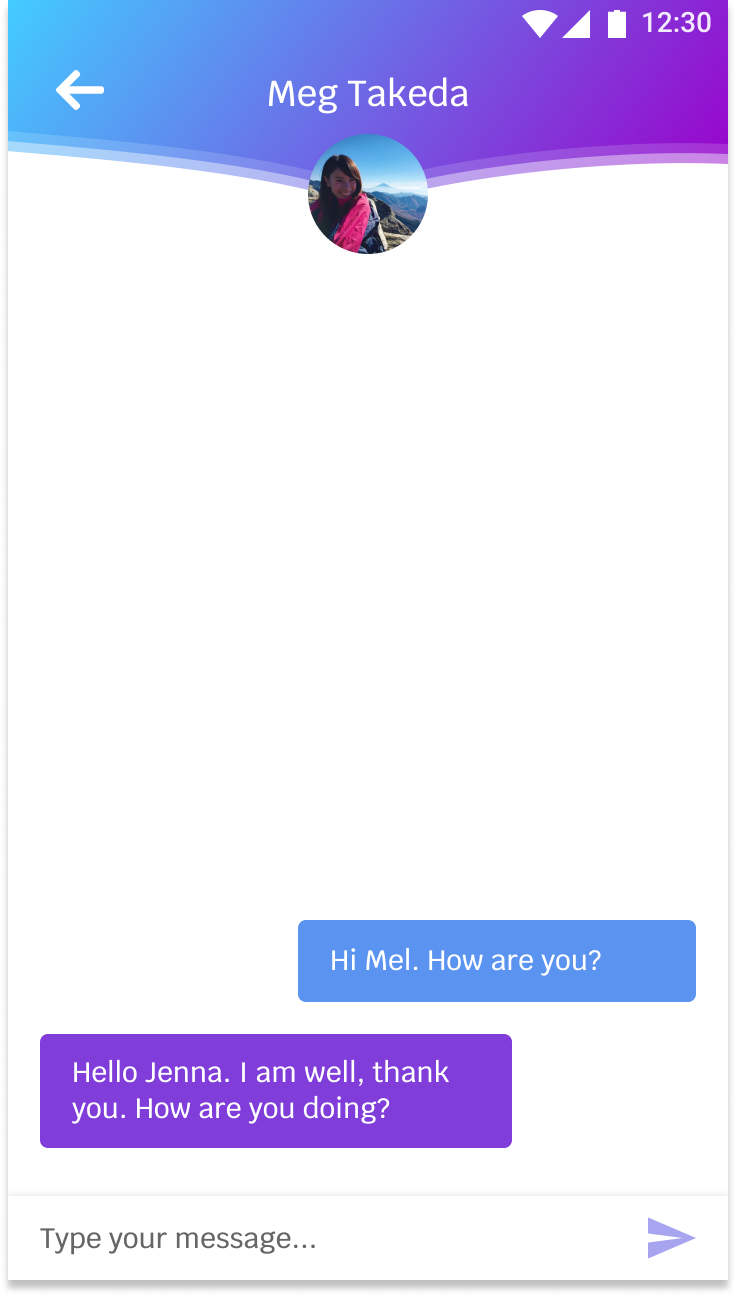 12:30
Meg Takeda
Hi Mel. How are you?
Hello Jenna. I am well, thank
you. How are you doing?
Type your message...